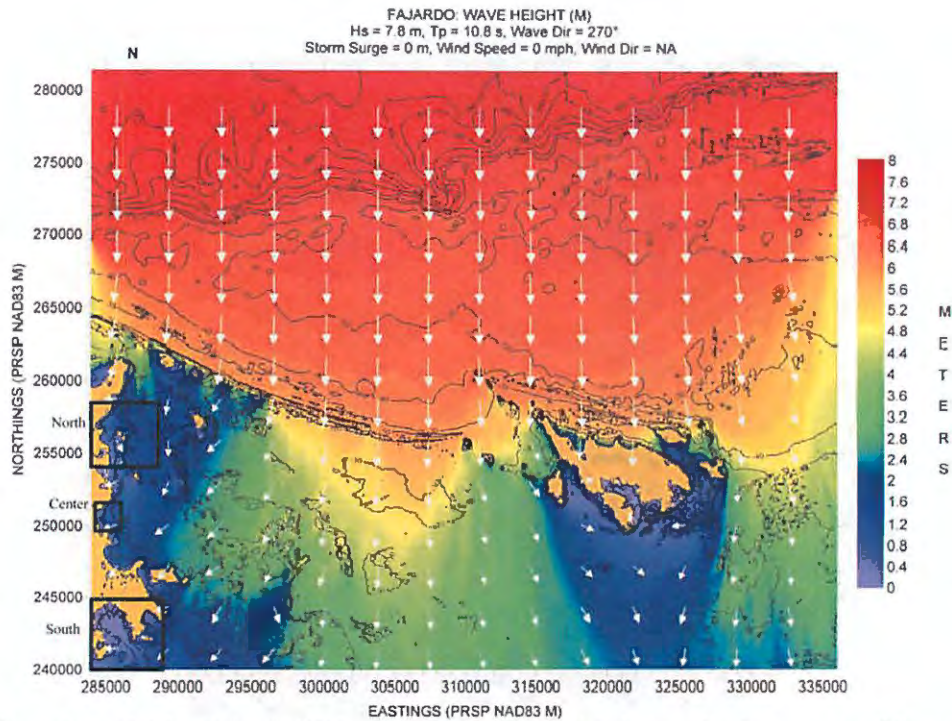 FAJARDO: WAVE HEIGHT (M)
Hs = 7.8 m, Tp = 10.8 s, Wave Dir = 270°
Storm Surge = 0 m, Wind Speed = 0 mph, Wind Dir = NA
N
280000
275000
270000
265000
260000
255000
250000
245000
240000
NORTHINGS (PRSP NAD83 M)
North
Center
South
285000 290000 295000 300000 305000 310000 315000 320000 325000 330000 335000
EASTINGS (PRSP NAD83 M)
8
7.6
7.2
6.8
6.4
6
5.6
5.2
4.8
4.4
4
3.6
3.2
2.8
2.4
2
1.6
1.2
0.8
0.4
0
METERS